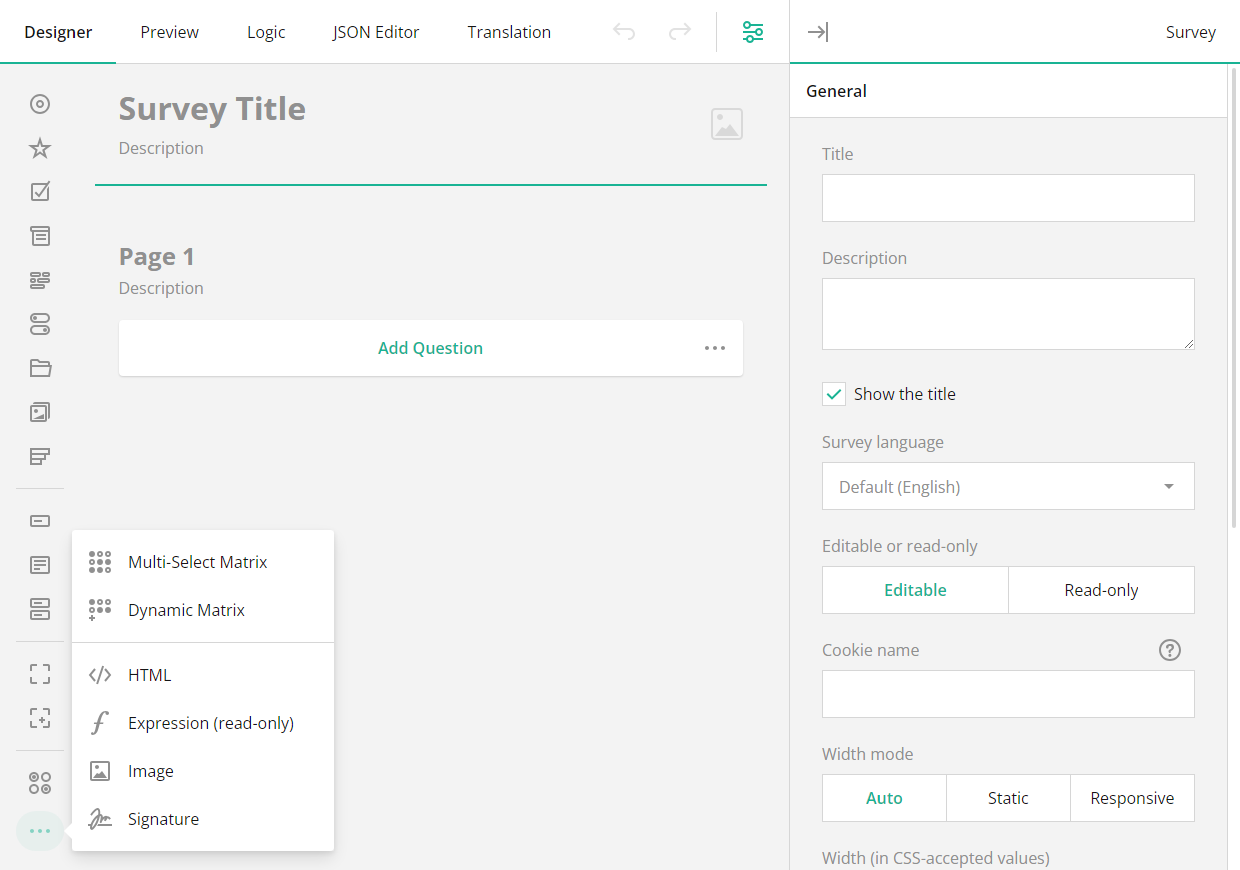 Designer Preview Logic JSON Editor Translation Survey
General
Survey Title
Description
Page 1
Description
Add Question
Multi-Select Matrix
Dynamic Matrix
HTML
Expression (read-only)
Image
Signature
Title
Description
Show the title
Survey language
Default (English)
Editable or read-only
Editable Read-only
Cookie name
Width mode
Auto Static Responsive
Width (in CSS-accepted values)